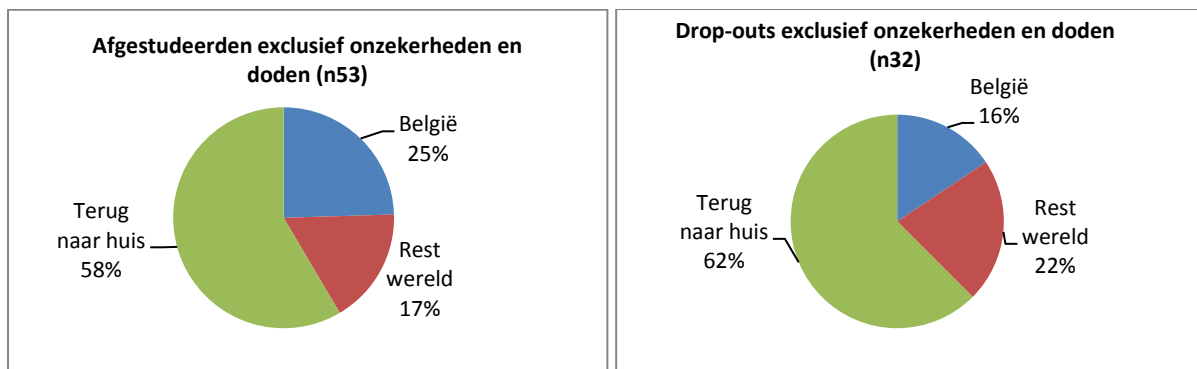 Afgestudeerden exclusief onzekerheden en
doden (n53)
België
25%
Rest
wereld
17%
Terug
naar huis
58%
Drop-outs exclusief onzekerheden en doden
(n32)
België
16%
Rest
wereld
22%
Terug
naar huis
62%